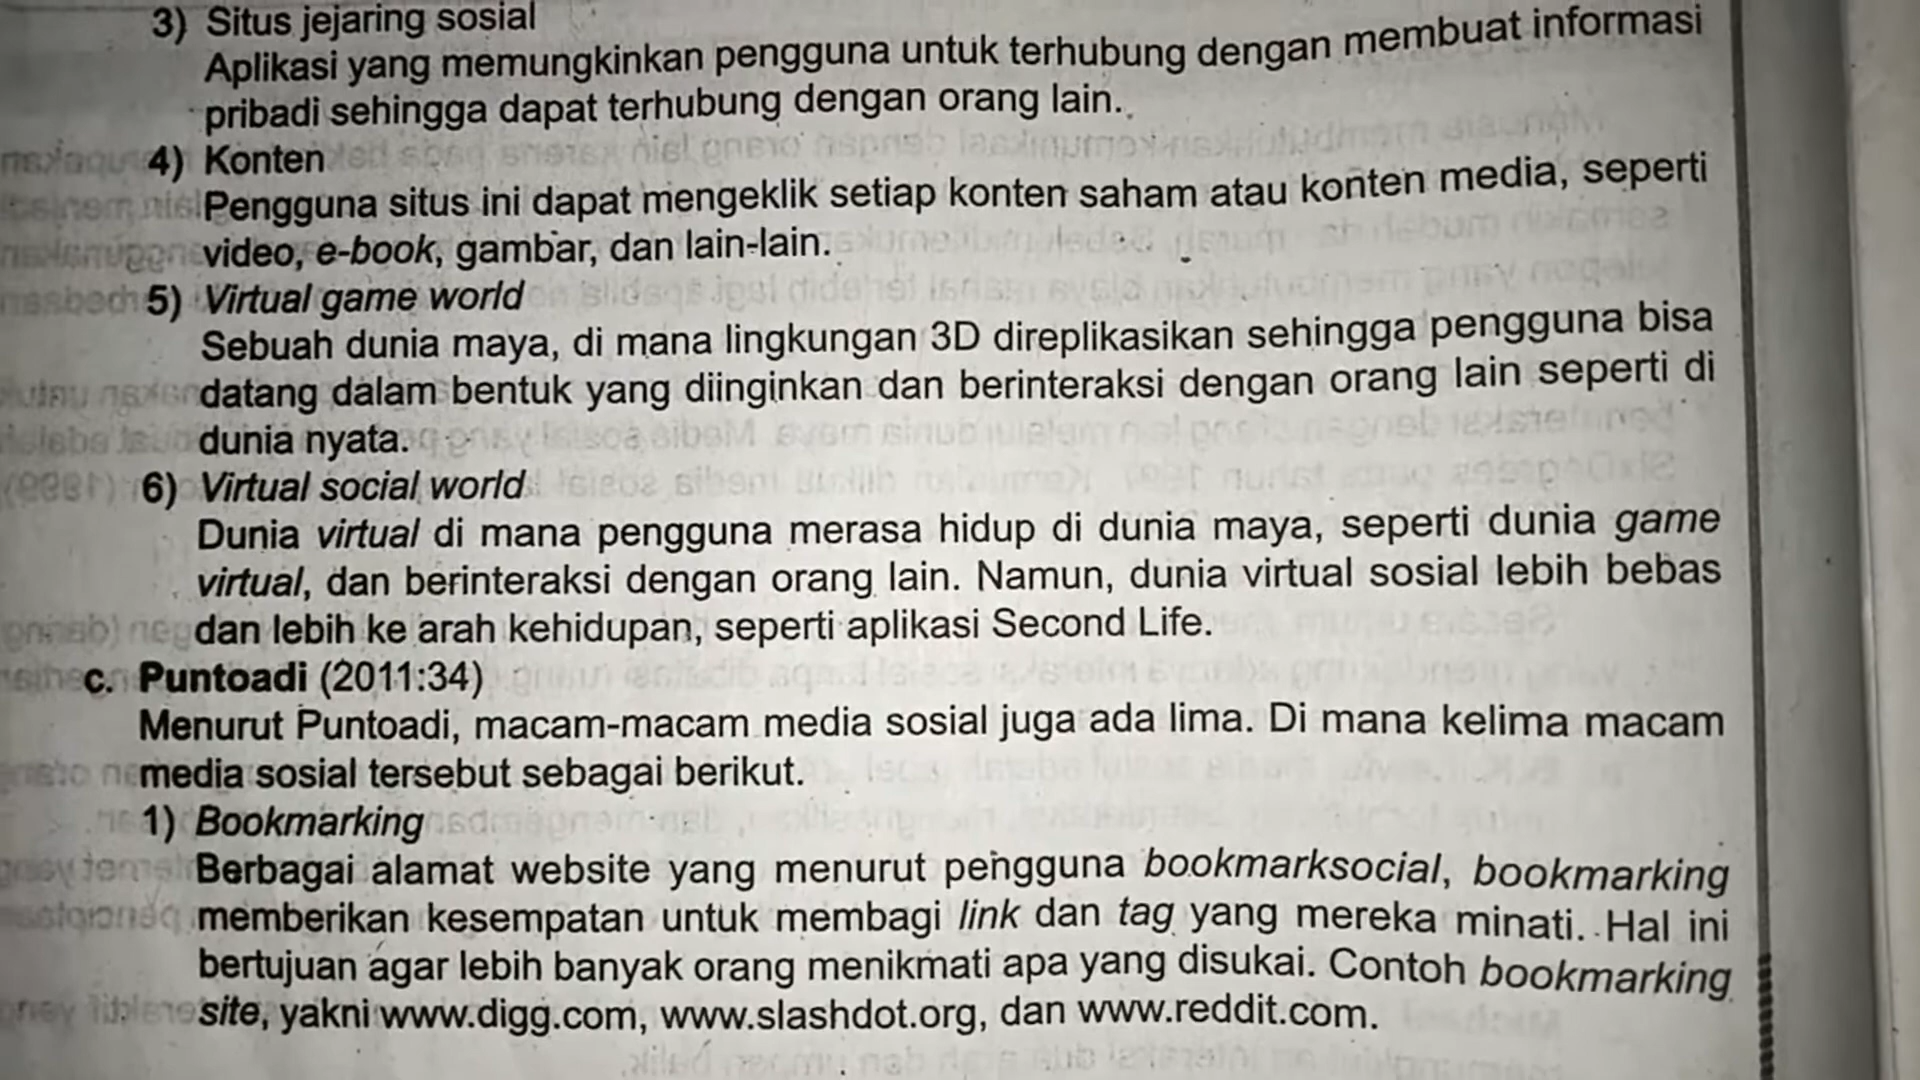 3) Situs jejaring sosial
Aplikasi yang memungkinkan pengguna untuk terhubung dengan membuat informasi
pribadi sehingga dapat terhubung dengan orang lain.
4) Konten
Pengguna situs ini dapat mengeklik setiap konten saham atau konten media, seperti
video, e-book, gambar, dan lain-lain.
5) Virtual game world
Sebuah dunia maya, di mana lingkungan 3D direplikasikan sehingga pengguna bisa
datang dalam bentuk yang diinginkan dan berinteraksi dengan orang lain seperti di
dunia nyata.
6) Virtual social world
Dunia virtual di mana pengguna merasa hidup di dunia maya, seperti dunia game
virtual, dan berinteraksi dengan orang lain. Namun, dunia virtual sosial lebih bebas
dan lebih ke arah kehidupan, seperti aplikasi Second Life.
c. Puntoadi (2011:34)
Menurut Puntoadi, macam-macam media sosial juga ada lima. Di mana kelima macam
media sosial tersebut sebagai berikut.
1) Bookmarking
Berbagai alamat website yang menurut pengguna bookmarksocial, bookmarking
memberikan kesempatan untuk membagi link dan tag yang mereka minati. Hal ini
bertujuan agar lebih banyak orang menikmati apa yang disukai. Contoh bookmarking
site, yakni www.digg.com, www.slashdot.org, dan www.reddit.com.